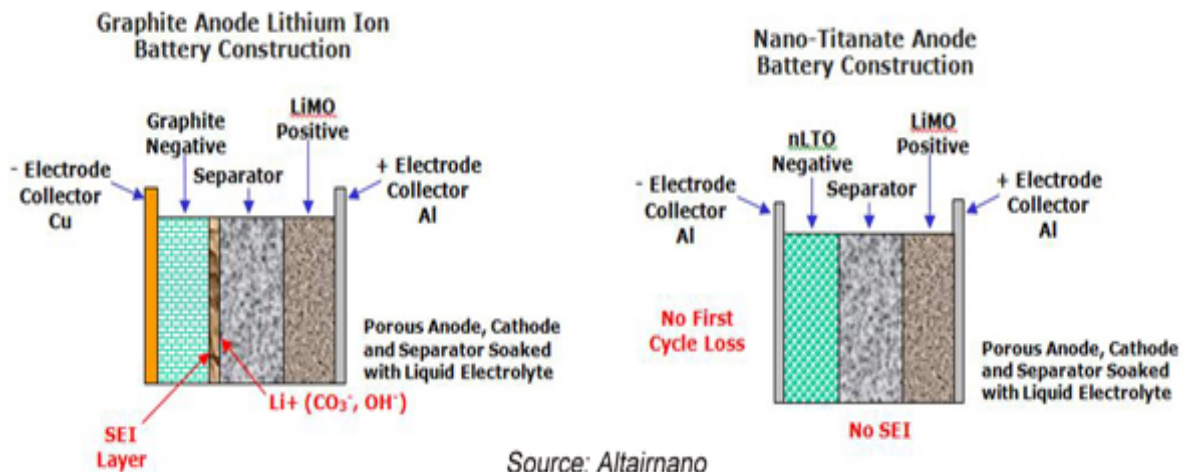 Graphite Anode Lithium Ion
Battery Construction
Graphite
Negative
LiMO
Positive
- Electrode
Collector
Cu
Separator
+ Electrode
Collector
Al
Porous Anode, Cathode
and Separator Soaked
with Liquid Electrolyte
Li+ (CO₃⁻, OH⁻)
SEI
Layer
Nano-Titanate Anode
Battery Construction
nLTO
Negative
LiMO
Positive
- Electrode
Collector
Al
Separator
+ Electrode
Collector
Al
No First
Cycle Loss
Porous Anode, Cathode
and Separator Soaked
with Liquid Electrolyte
No SEI
Source: Altairnano